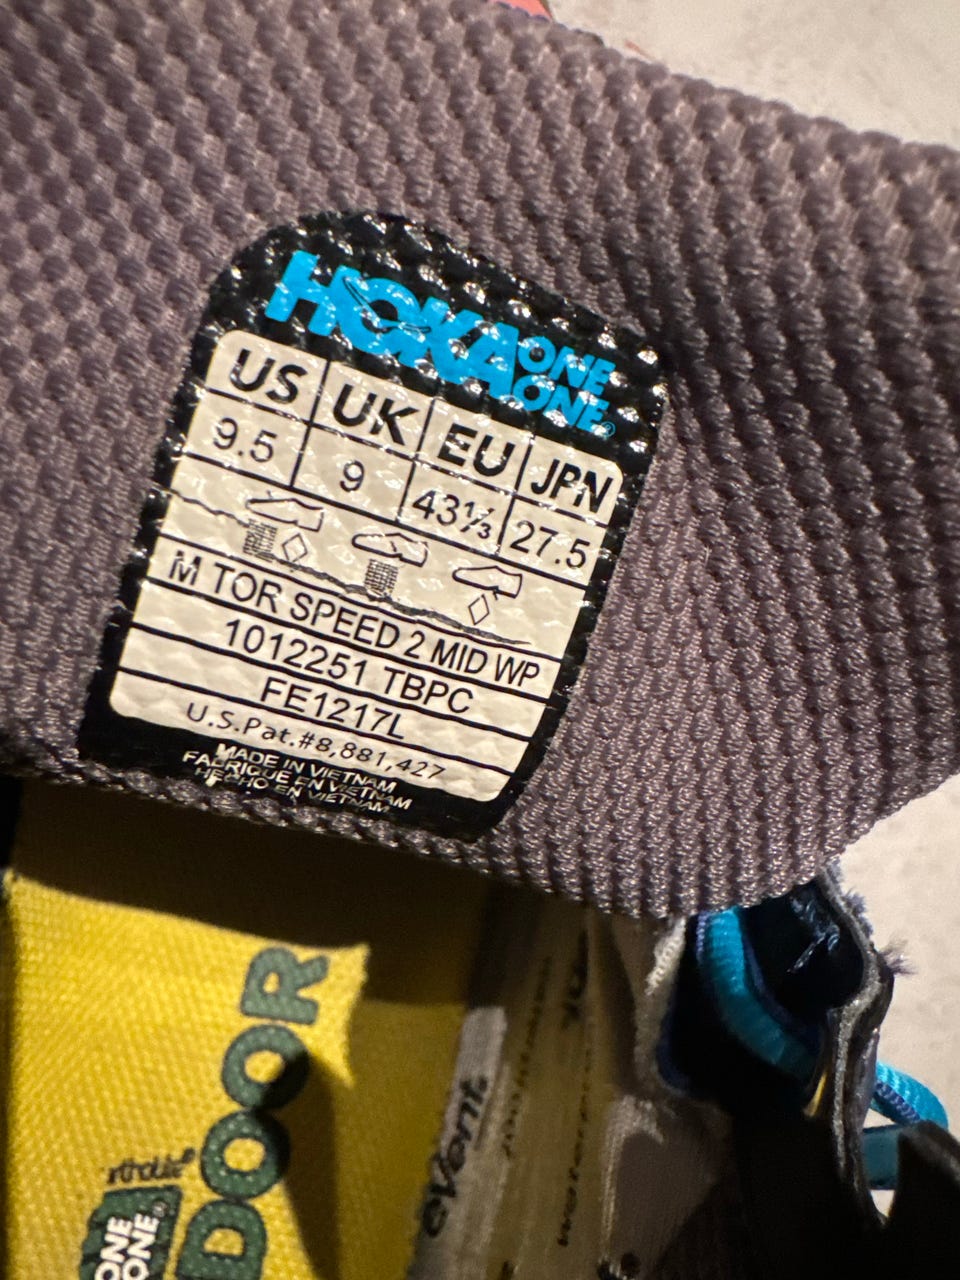 HOKA ONE ONE®
US UK EU JPN
9.5 9 43⅓ 27.5
M TOR SPEED 2 MID WP
1012251 TBPC
FE1217L
U.S.Pat.#8,881,427
MADE IN VIETNAM
FABRIQUE EN VIETNAM
HECHO EN VIETNAM
DOOR
ortholite®
ONE ONE®
eVent
waterproof